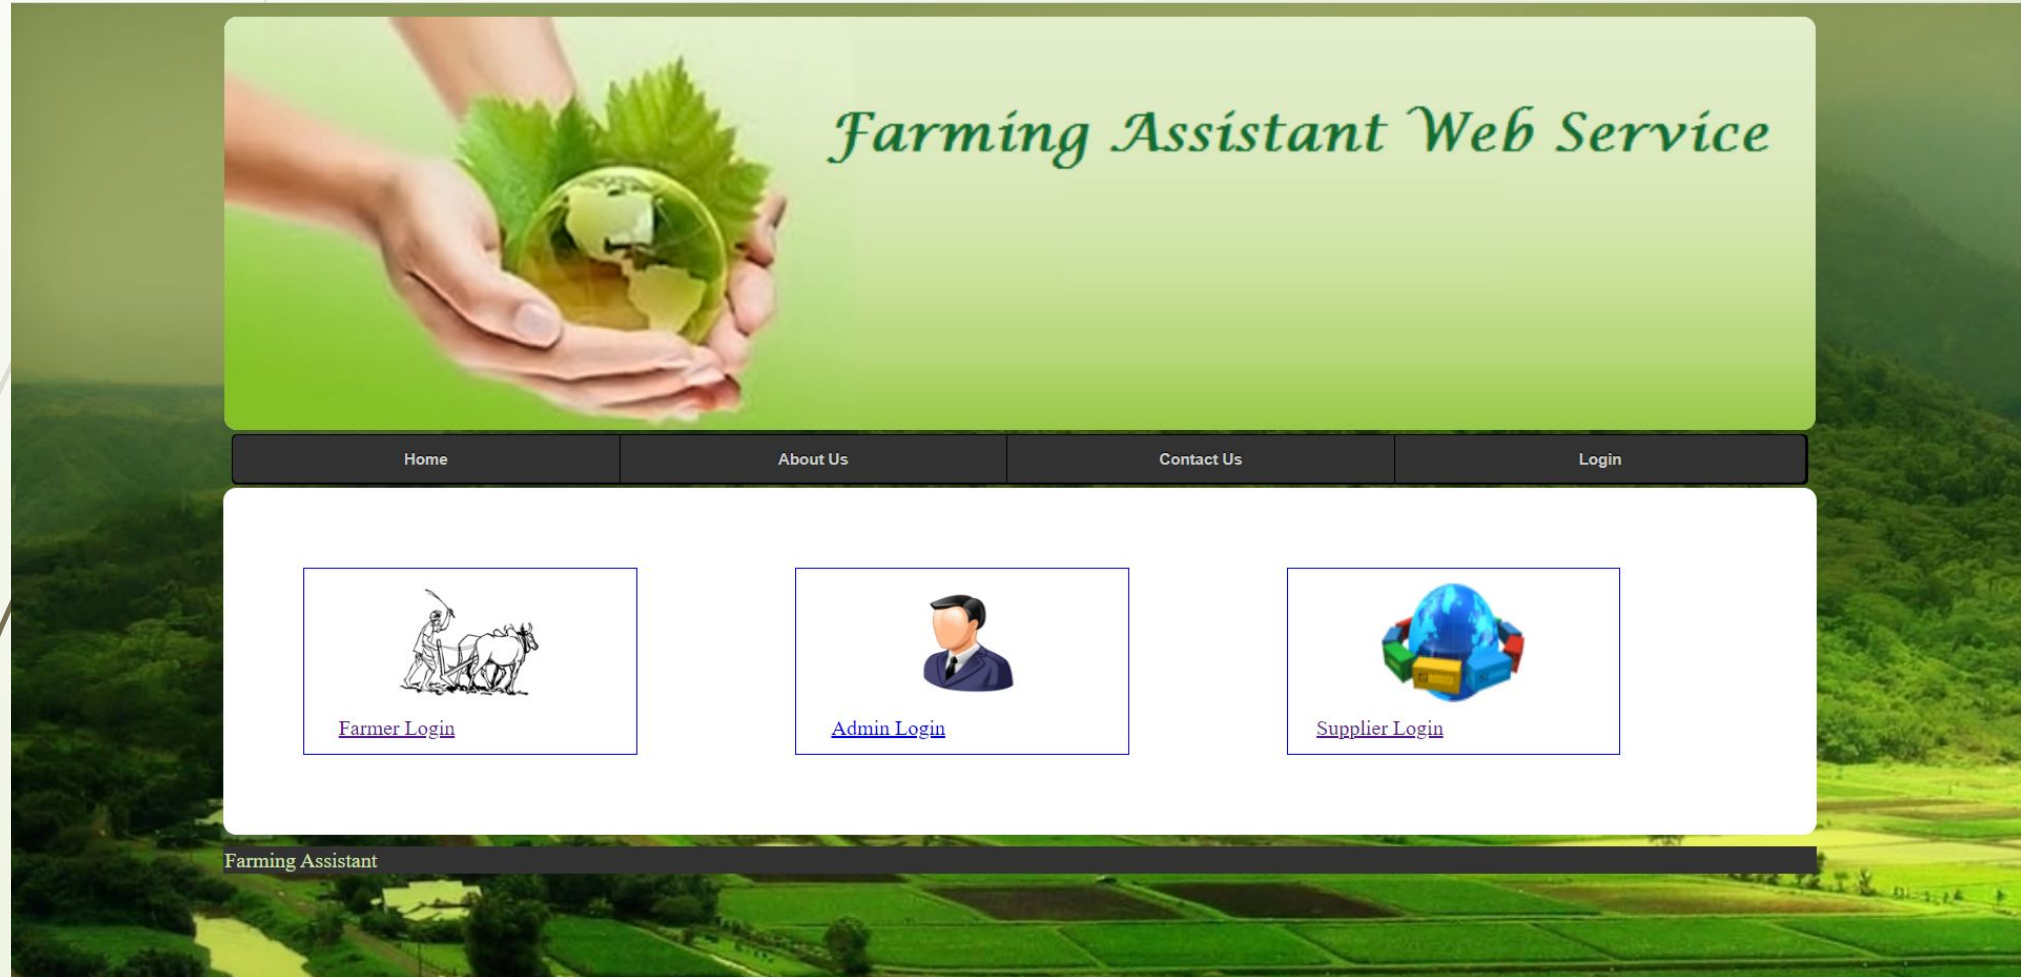 Farming Assistant Web Service
Home
About Us
Contact Us
Login
Farmer Login
Admin Login
Supplier Login
Farming Assistant